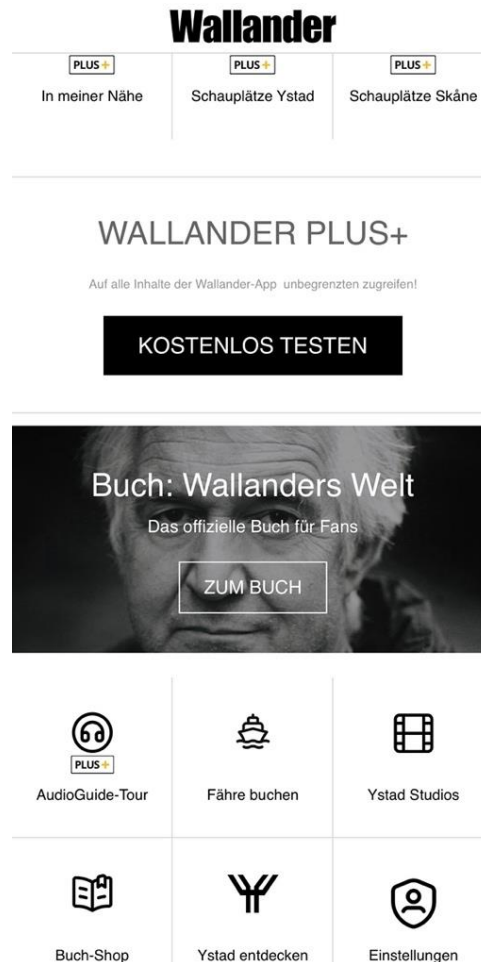 Wallander
PLUS+ PLUS+ PLUS+
In meiner Nähe Schauplätze Ystad Schauplätze Skåne
WALLANDER PLUS+
Auf alle Inhalte der Wallander-App unbegrenzten zugreifen!
KOSTENLOS TESTEN
Buch: Wallanders Welt
Das offizielle Buch für Fans
ZUM BUCH
PLUS+
AudioGuide-Tour Fähre buchen Ystad Studios
Buch-Shop Ystad entdecken Einstellungen